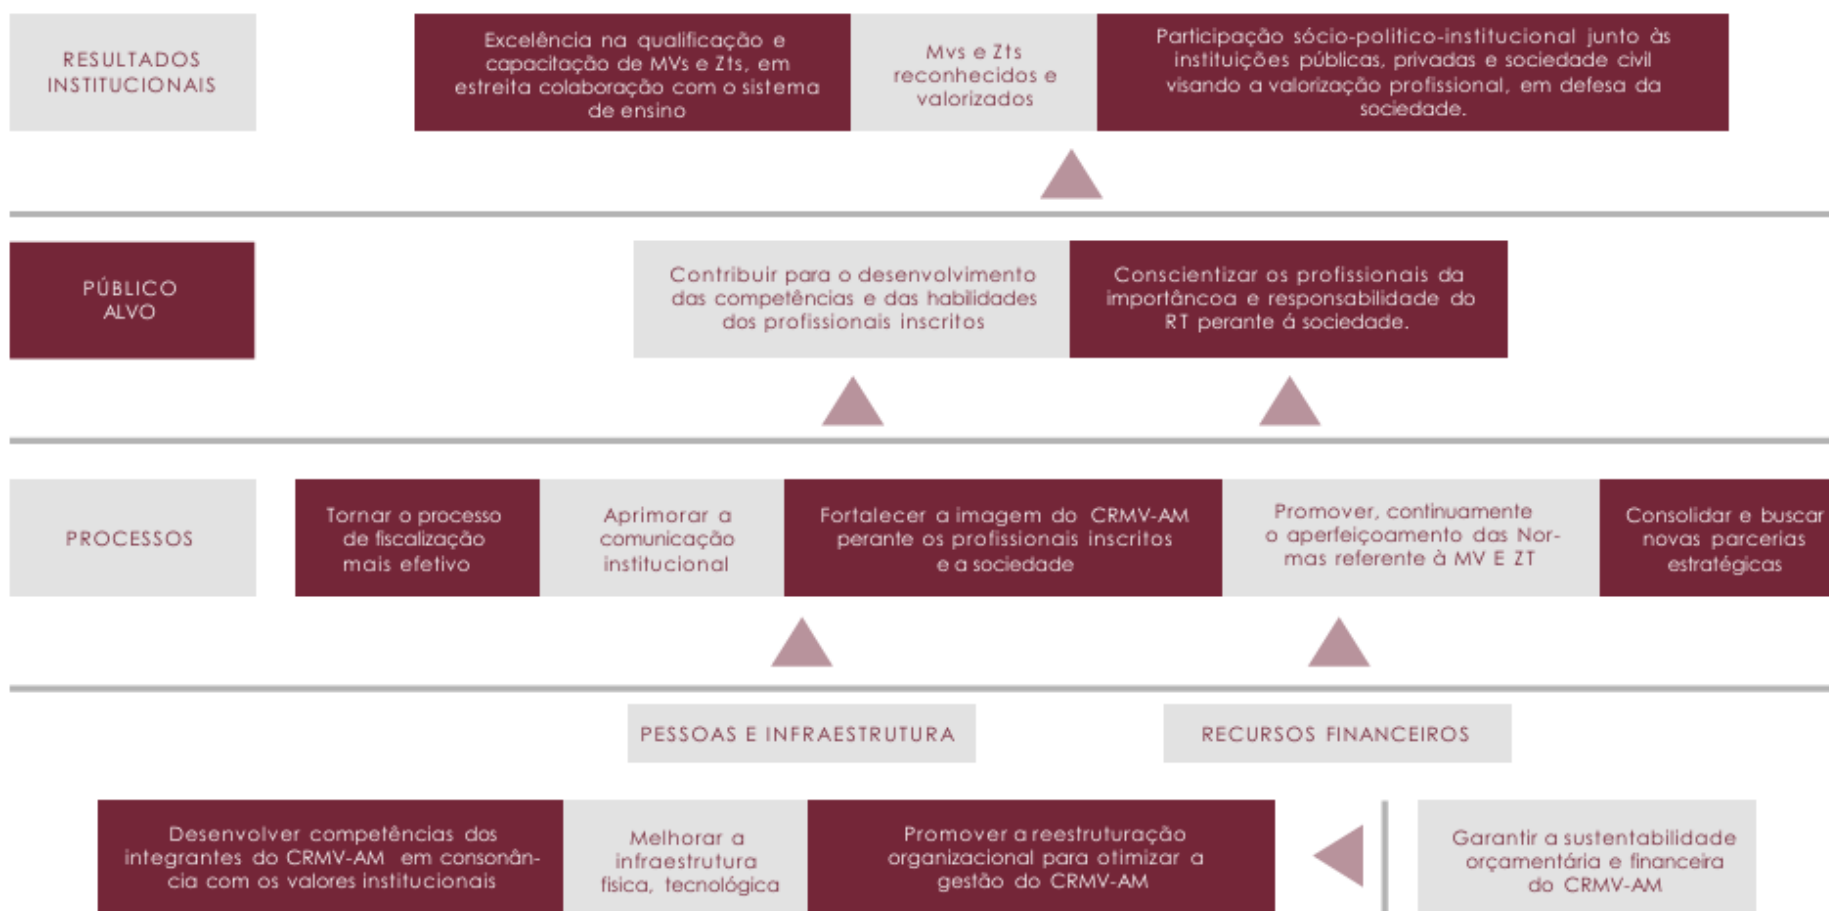 RESULTADOS
INSTITUCIONAIS
Excelência na qualificação e
capacitação de MVs e Zts, em
estreita colaboração com o sistema
de ensino
Mvs e Zts
reconhecidos e
valorizados
Participação sócio-politico-institucional junto às
instituições públicas, privadas e sociedade civil
visando a valorização profissional, em defesa da
sociedade.
PÚBLICO
ALVO
Contribuir para o desenvolvimento
das competências e das habilidades
dos profissionais inscritos
Conscientizar os profissionais da
importâncoa e responsabilidade do
RT perante á sociedade.
PROCESSOS
Tornar o processo
de fiscalização
mais efetivo
Aprimorar a
comunicação
institucional
Fortalecer a imagem do CRMV-AM
perante os profissionais inscritos
e a sociedade
Promover, continuamente
o aperfeiçoamento das Nor-
mas referente à MV E ZT
Consolidar e buscar
novas parcerias
estratégicas
PESSOAS E INFRAESTRUTURA
RECURSOS FINANCEIROS
Desenvolver competências dos
integrantes do CRMV-AM em consonân-
cia com os valores institucionais
Melhorar a
infraestrutura
fisica, tecnológica
Promover a reestruturação
organizacional para otimizar a
gestão do CRMV-AM
Garantir a sustentabilidade
orçamentária e financeira
do CRMV-AM